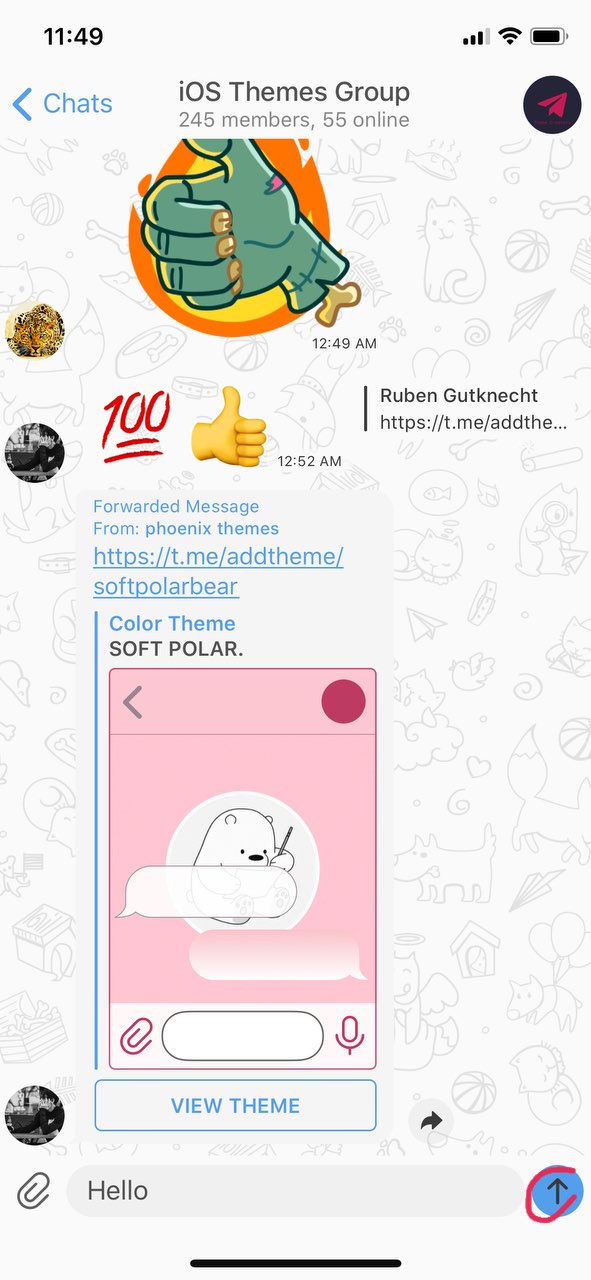 11:49
Chats
iOS Themes Group
245 members, 55 online
12:49 AM
Ruben Gutknecht
https://t.me/addthe...
100
12:52 AM
Forwarded Message
From: phoenix themes
https://t.me/addtheme/
softpolarbear
Color Theme
SOFT POLAR.
VIEW THEME
Hello